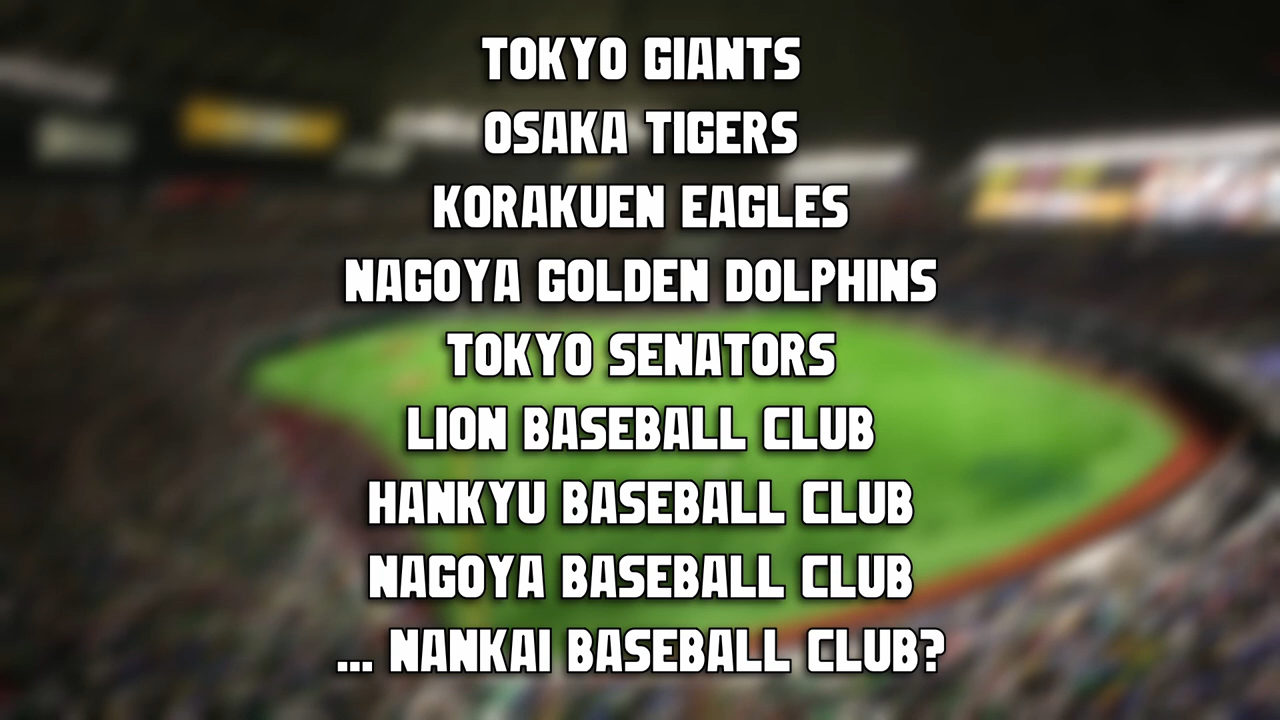 TOKYO GIANTS
OSAKA TIGERS
KORAKUEN EAGLES
NAGOYA GOLDEN DOLPHINS
TOKYO SENATORS
LION BASEBALL CLUB
HANKYU BASEBALL CLUB
NAGOYA BASEBALL CLUB
... NANKAI BASEBALL CLUB?